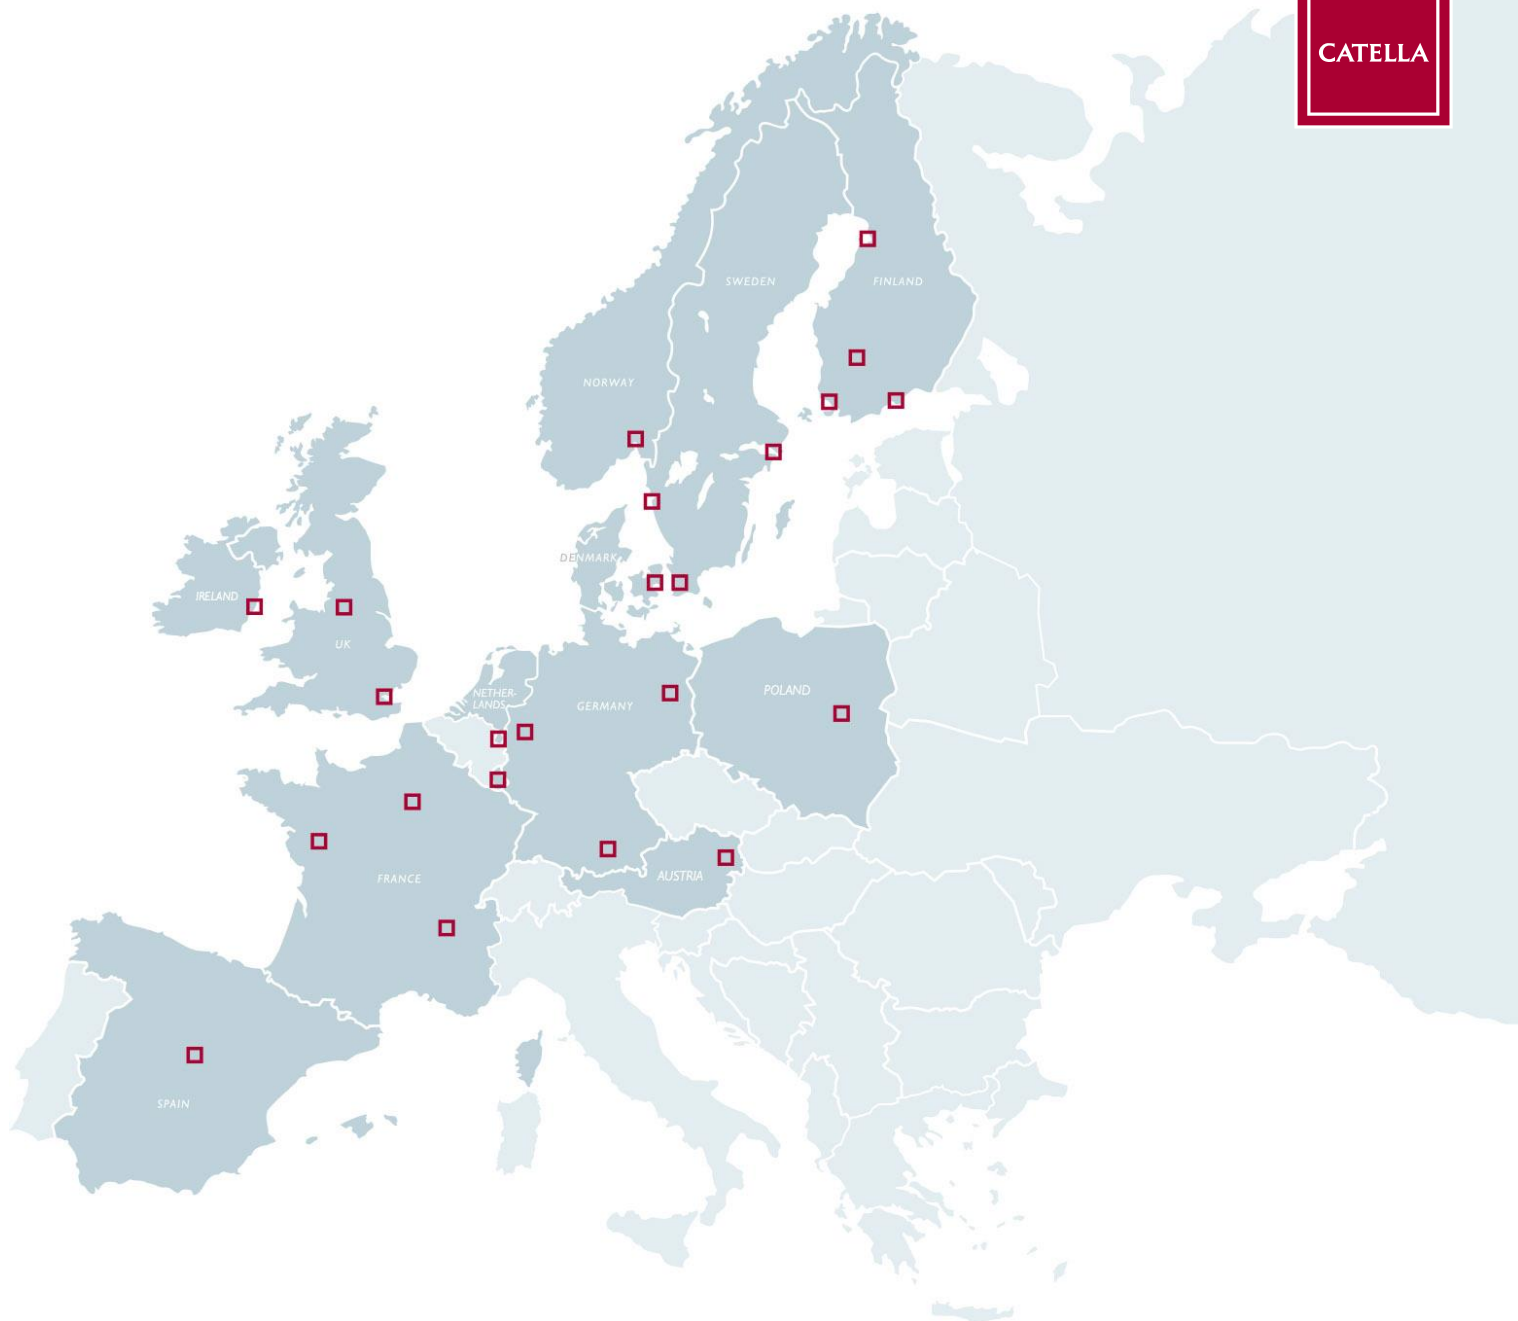 CATELLA
SWEDEN
FINLAND
NORWAY
DENMARK
IRELAND
UK
NETHER-
LANDS
GERMANY
POLAND
FRANCE
AUSTRIA
SPAIN